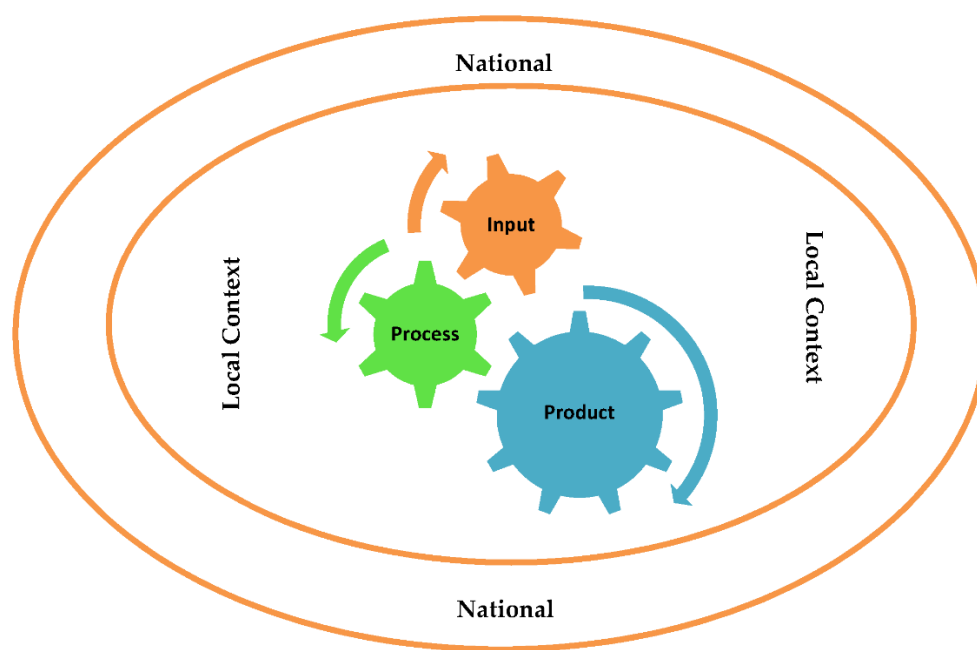 National
Input
Local Context
Local Context
Process
Product
National